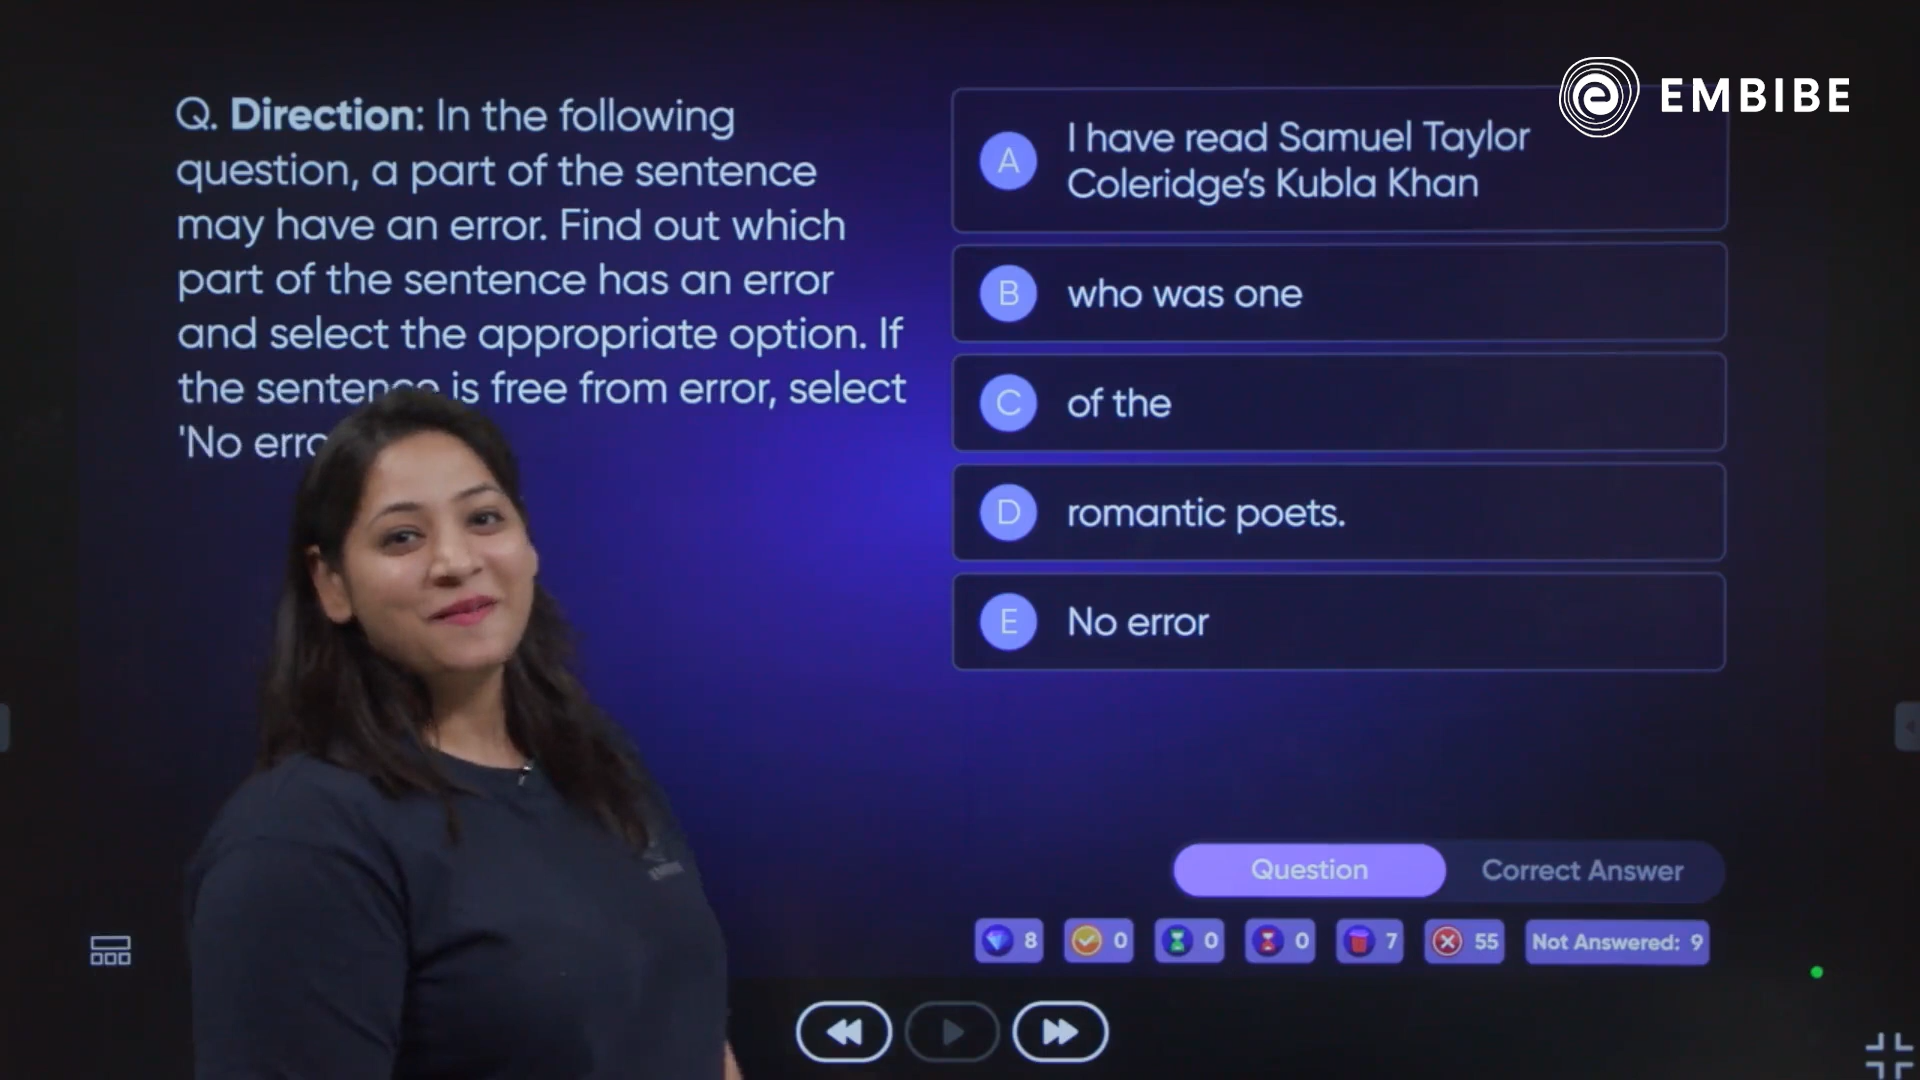 EMBIBE
Q. Direction: In the following
question, a part of the sentence
may have an error. Find out which
part of the sentence has an error
and select the appropriate option. If
the sentence is free from error, select
'No erro
A
I have read Samuel Taylor
Coleridge's Kubla Khan
B who was one
C of the
D romantic poets.
E No error
Question Correct Answer
8 0 0 0 7 55 Not Answered: 9